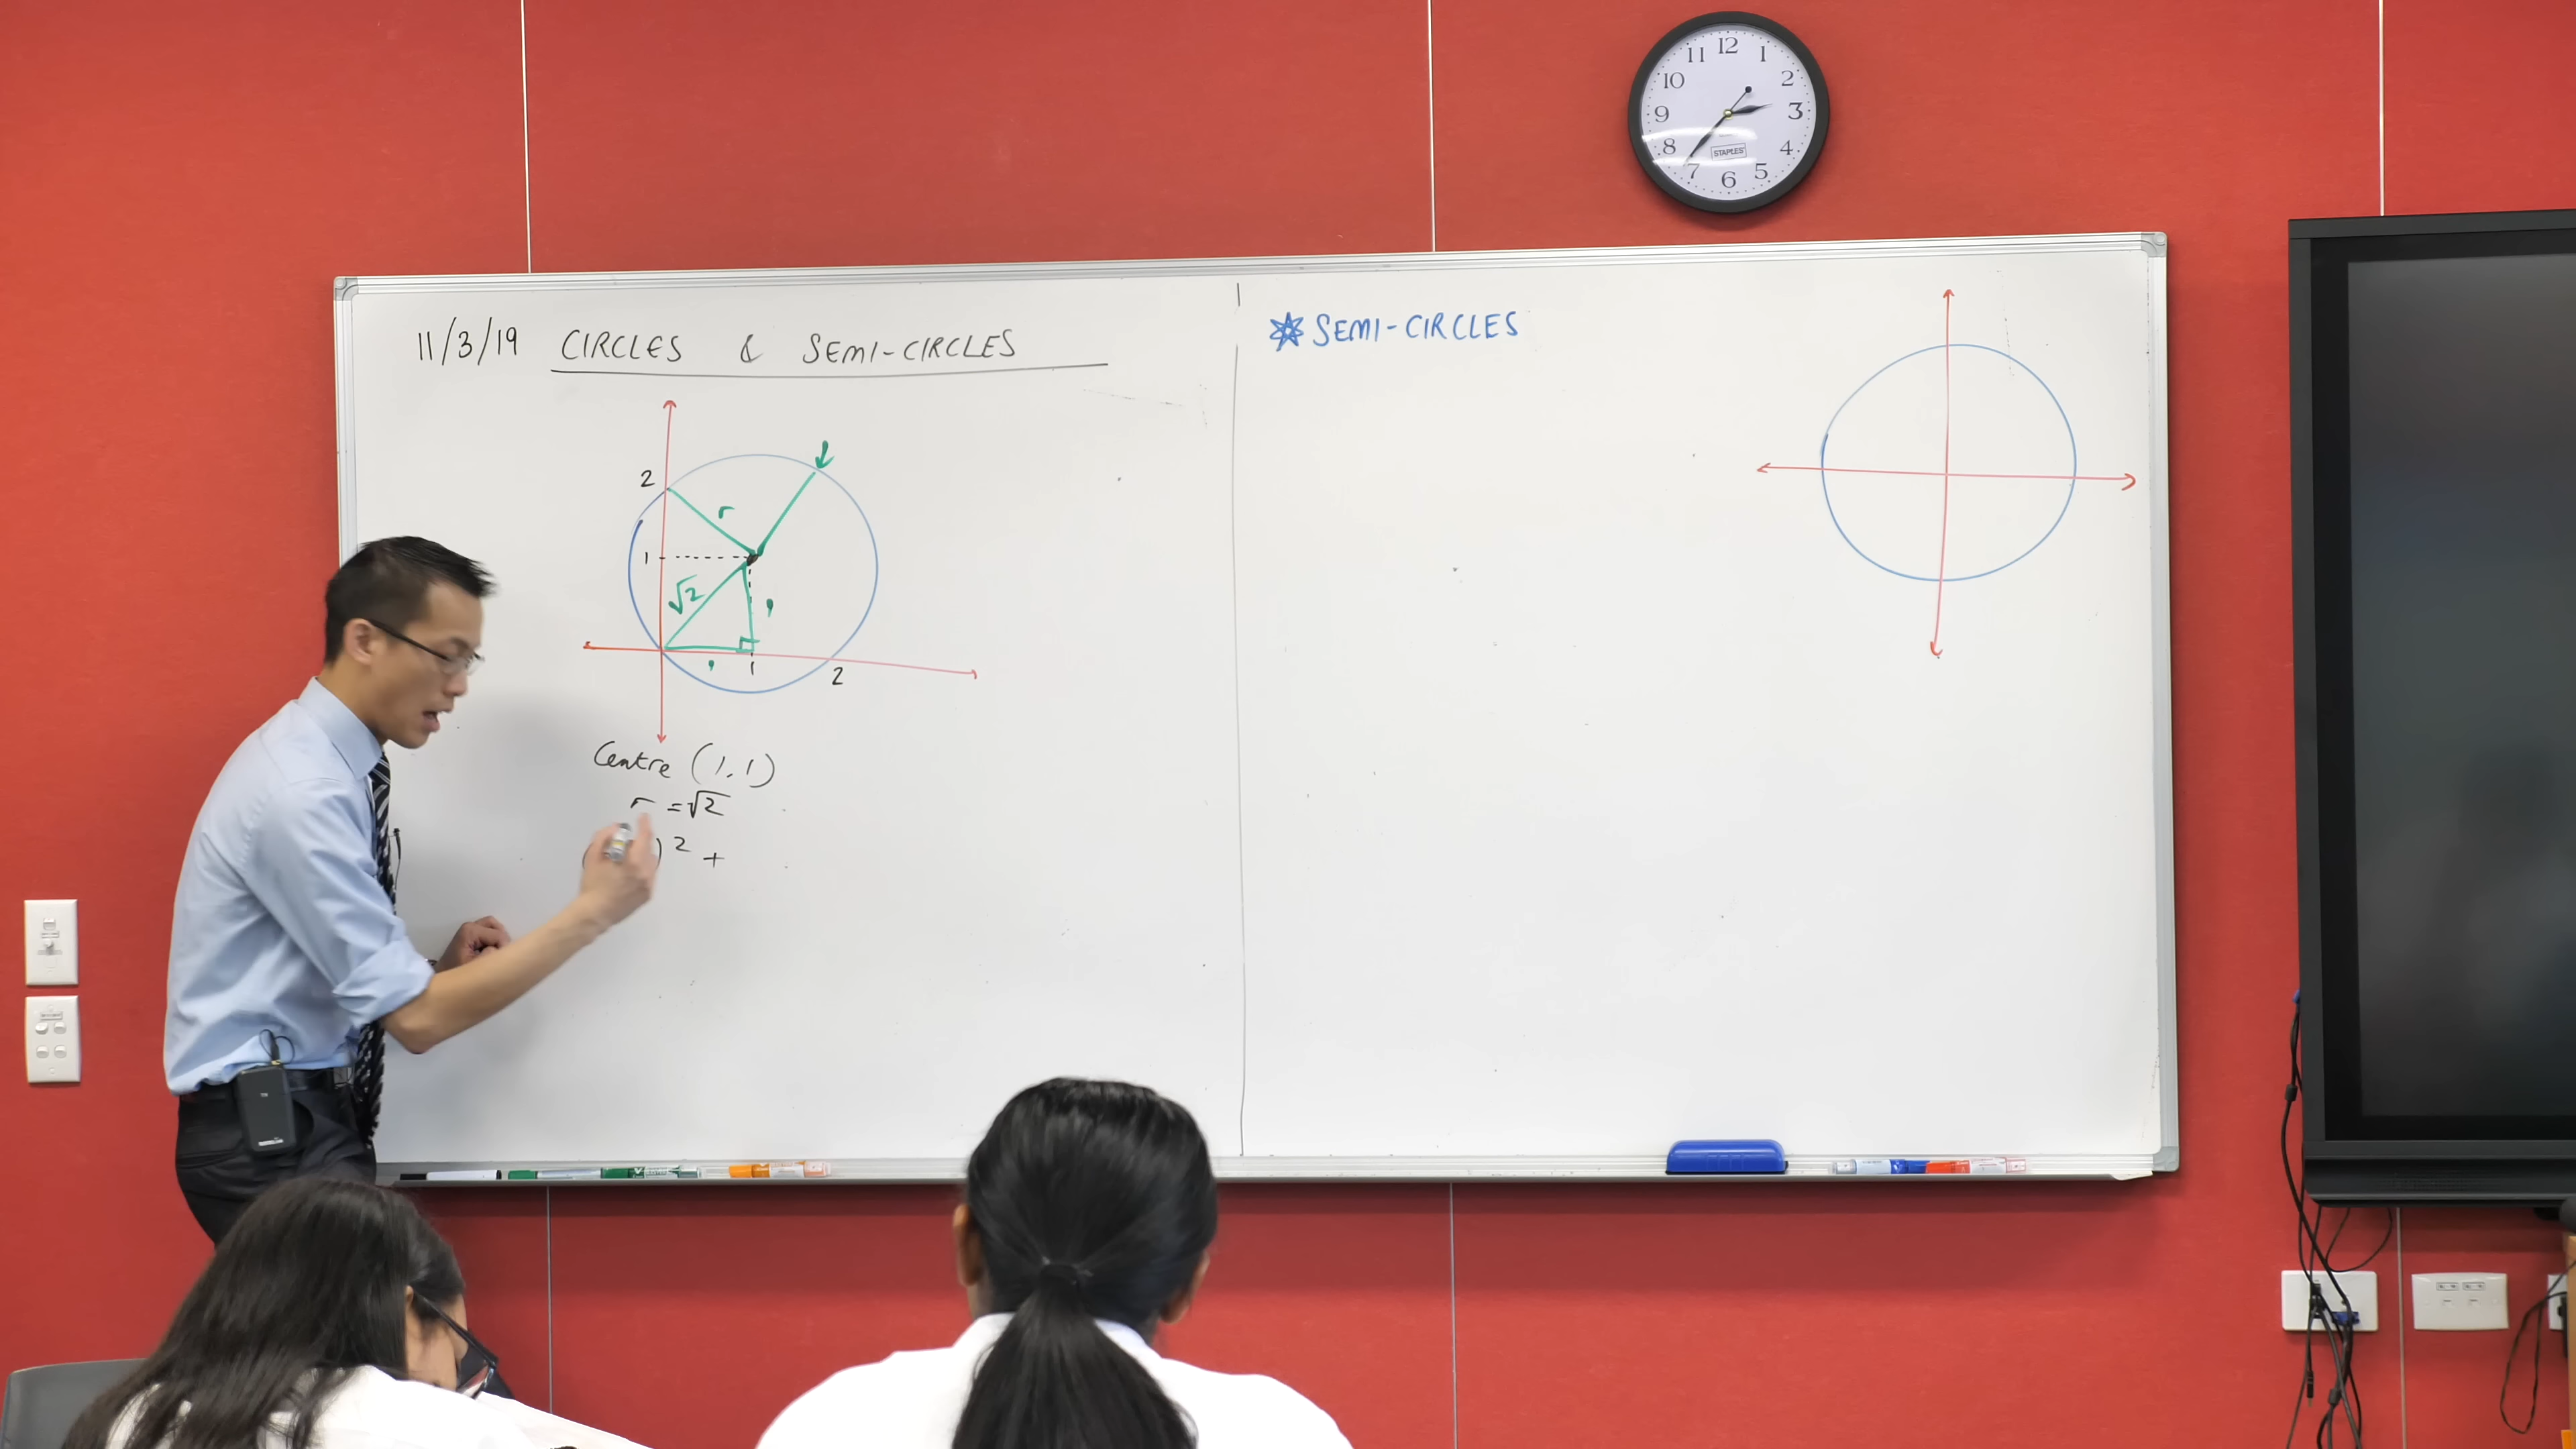 12
11 1
10 2
9 3
8 4
7 5
6
STAPLES
11/3/19 CIRCLES & SEMI-CIRCLES
2
r
1
√2
1
1
1
2
Centre (1,1)
r = √2
( )² +
SEMI-CIRCLES